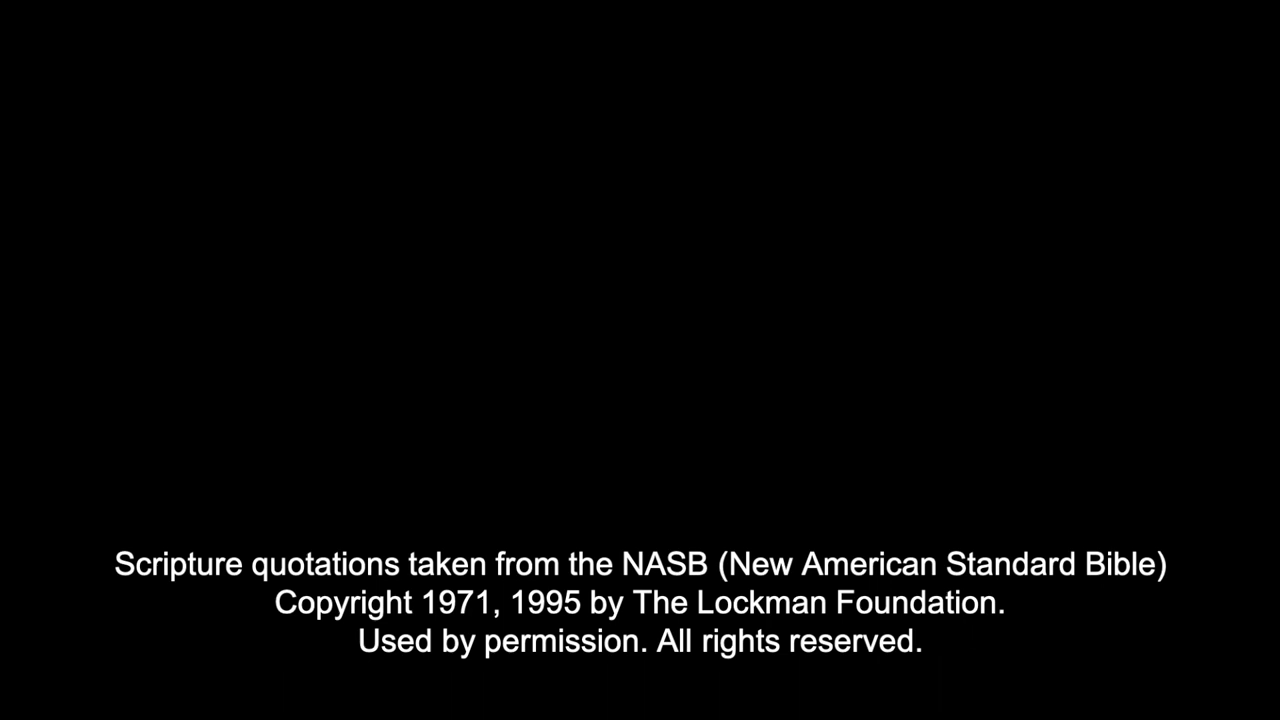 Scripture quotations taken from the NASB (New American Standard Bible)
Copyright 1971, 1995 by The Lockman Foundation.
Used by permission. All rights reserved.